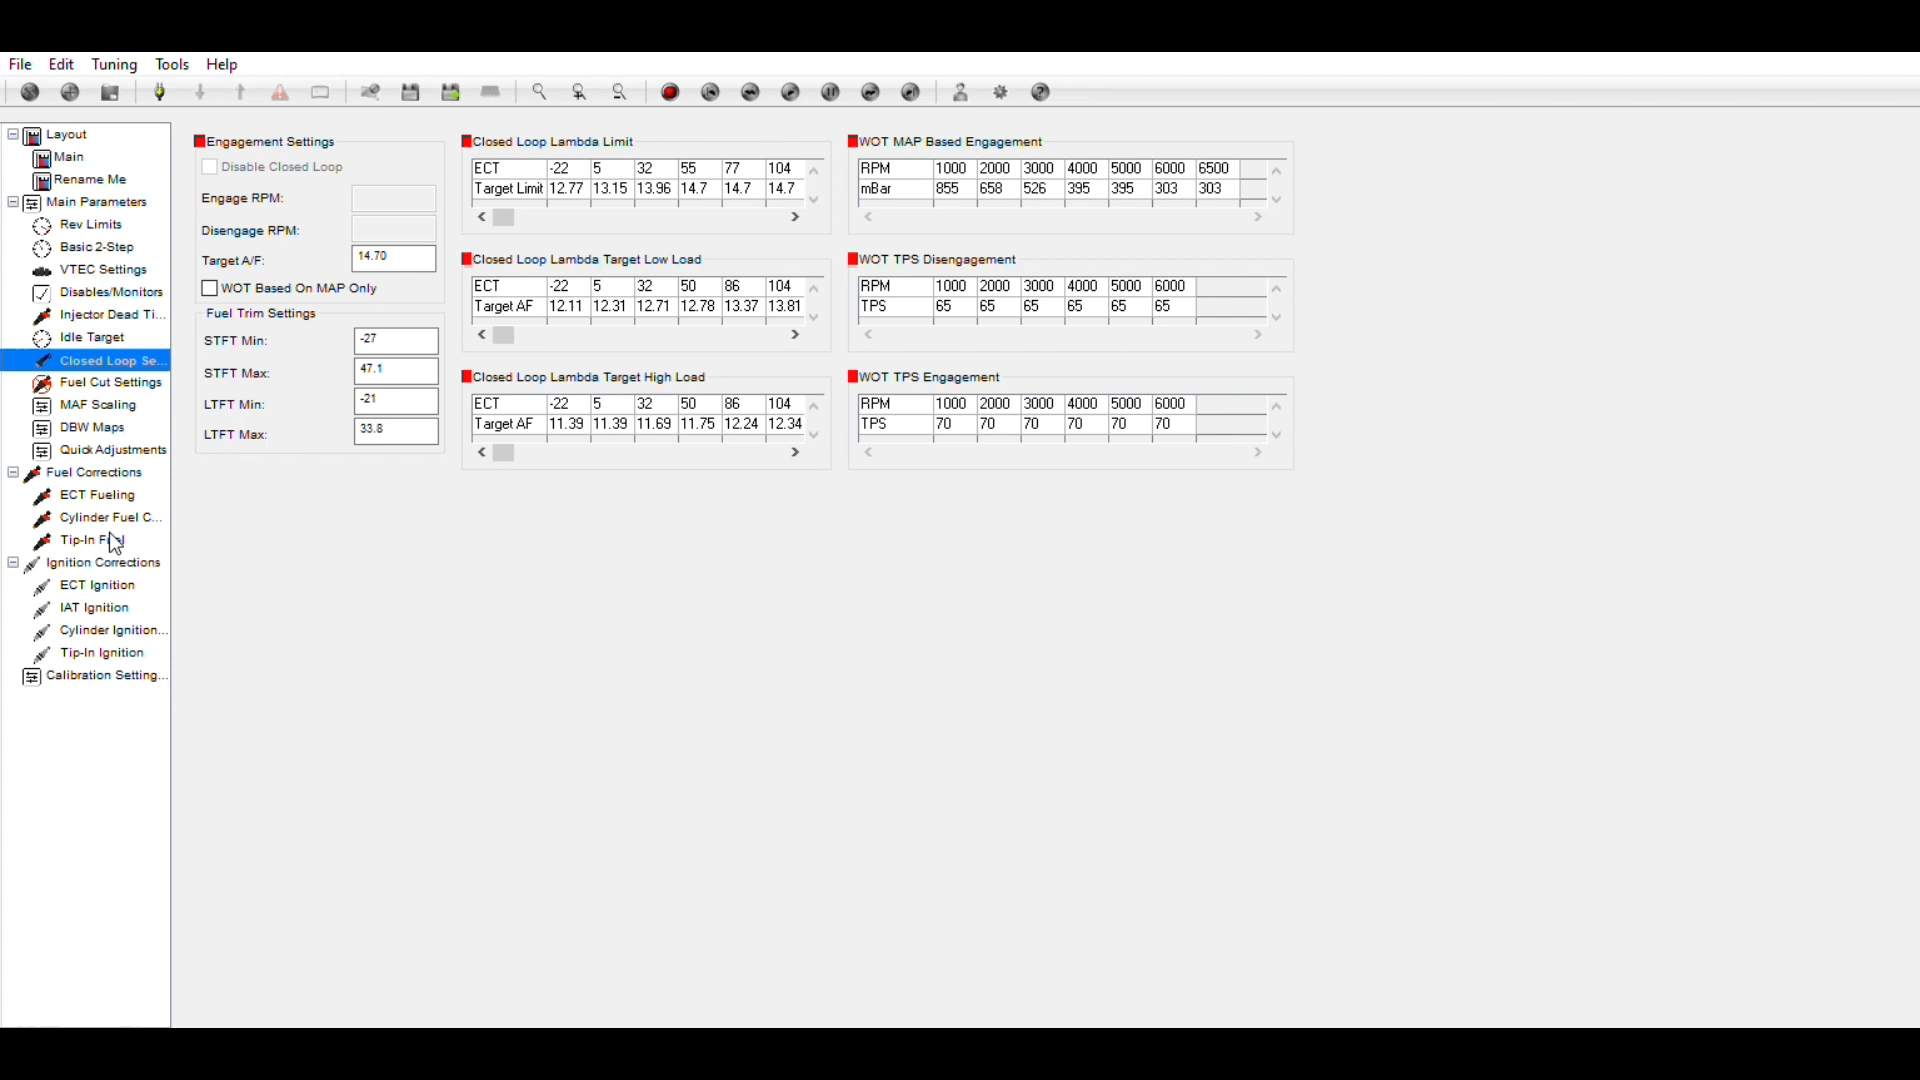 File Edit Tuning Tools Help
Layout
Main
Rename Me
Main Parameters
Rev Limits
Basic 2-Step
VTEC Settings
Disables/Monitors
Injector Dead Ti...
Idle Target
Closed Loop Se...
Fuel Cut Settings
MAF Scaling
DBW Maps
Quick Adjustments
Fuel Corrections
ECT Fueling
Cylinder Fuel C...
Tip-In Fuel
Ignition Corrections
ECT Ignition
IAT Ignition
Cylinder Ignition...
Tip-In Ignition
Calibration Setting...
Engagement Settings
Disable Closed Loop
Engage RPM:
Disengage RPM:
Target A/F: 14.70
WOT Based On MAP Only
Fuel Trim Settings
STFT Min: -27
STFT Max: 47.1
LTFT Min: -21
LTFT Max: 33.8
Closed Loop Lambda Limit
ECT -22 5 32 55 77 104
Target Limit 12.77 13.15 13.96 14.7 14.7 14.7
Closed Loop Lambda Target Low Load
ECT -22 5 32 50 86 104
Target AF 12.11 12.31 12.71 12.78 13.37 13.81
Closed Loop Lambda Target High Load
ECT -22 5 32 50 86 104
Target AF 11.39 11.39 11.69 11.75 12.24 12.34
WOT MAP Based Engagement
RPM 1000 2000 3000 4000 5000 6000 6500
mBar 855 658 526 395 395 303 303
WOT TPS Disengagement
RPM 1000 2000 3000 4000 5000 6000
TPS 65 65 65 65 65 65
WOT TPS Engagement
RPM 1000 2000 3000 4000 5000 6000
TPS 70 70 70 70 70 70